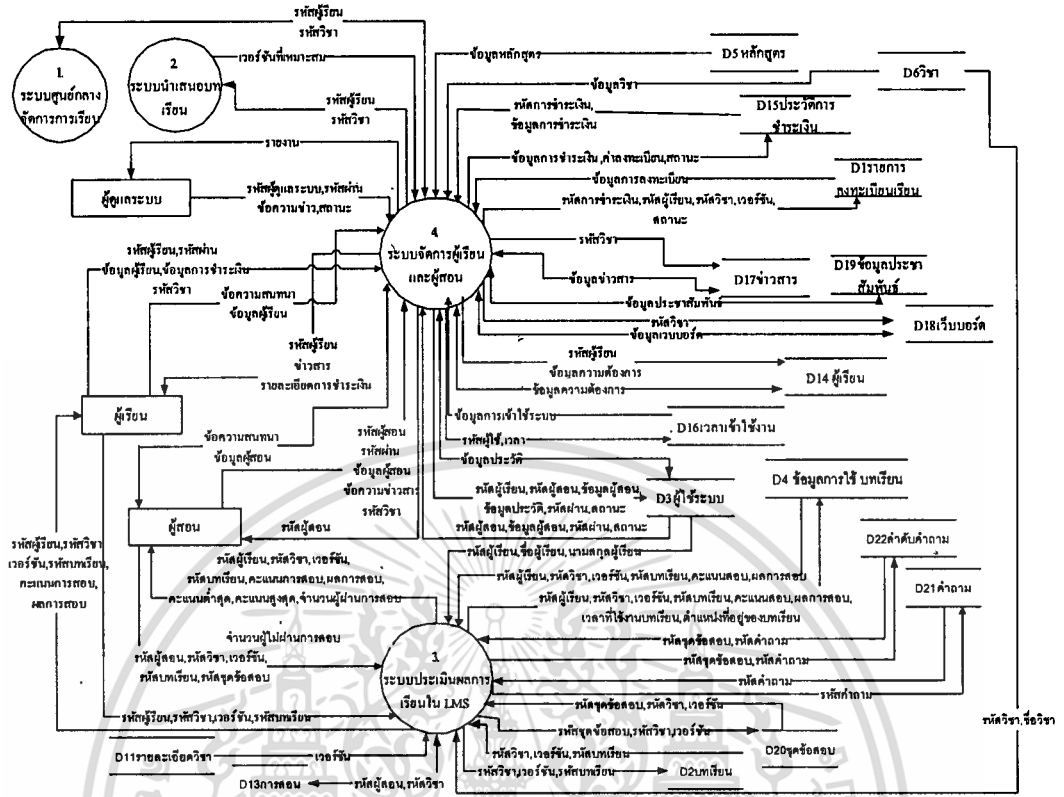 รหัสผู้เรียน
รหัสวิชา
1.
ระบบศูนย์กลาง
จัดการการเรียน
2.
ระบบนำเสนอบท
เรียน
เวอร์ชันที่เหมาะสม
รหัสผู้เรียน
รหัสวิชา
ข้อมูลหลักสูตร
D5 หลักสูตร
ข้อมูลวิชา
D6วิชา
รหัสการชำระเงิน,
ข้อมูลการชำระเงิน
D15ประวัติการ
ชำระเงิน
รายงาน
ผู้ดูแลระบบ
รหัสผู้ดูแลระบบ,รหัสผ่าน
ข้อความข่าว,สถานะ
ข้อมูลการชำระเงิน,ค่าลงทะเบียน,สถานะ
ข้อมูลการลงทะเบียน
D1รายการ
ลงทะเบียนเรียน
รหัสการชำระเงิน,รหัสผู้เรียน,รหัสวิชา,เวอร์ชัน,
สถานะ
4.
ระบบจัดการผู้เรียน
และผู้สอน
รหัสวิชา
ข้อมูลข่าวสาร
D17ข่าวสาร
D19ข้อมูลประชา
สัมพันธ์
ข้อมูลประชาสัมพันธ์
รหัสวิชา
ข้อมูลเวบบอร์ด
D18เว็บบอร์ด
รหัสผู้เรียน,รหัสผ่าน
ข้อมูลผู้เรียน,ข้อมูลการชำระเงิน
รหัสวิชา
ข้อความสนทนา
ข้อมูลผู้เรียน
รหัสผู้เรียน
ข่าวสาร
รายละเอียดการชำระเงิน
รหัสผู้เรียน
ข้อมูลความต้องการ
ข้อมูลความต้องการ
D14 ผู้เรียน
ผู้เรียน
ข้อมูลการเข้าใช้ระบบ
D16เวลาเข้าใช้งาน
รหัสผู้ใช้,เวลา
ข้อมูลประวัติ
ข้อความสนทนา
ข้อมูลผู้สอน
รหัสผู้สอน
รหัสผ่าน
ข้อมูลผู้สอน
ข้อความข่าวสาร
รหัสวิชา
ผู้สอน
รหัสผู้สอน
รหัสผู้เรียน,รหัสผู้สอน,ข้อมูลผู้สอน,
ข้อมูลประวัติ,รหัสผ่าน,สถานะ
รหัสผู้สอน,ข้อมูลผู้สอน,รหัสผ่าน,สถานะ
D3ผู้ใช้ระบบ
D4 ข้อมูลการใช้ บทเรียน
D22ลำดับคำถาม
D21คำถาม
รหัสผู้เรียน,รหัสวิชา
เวอร์ชัน,รหัสบทเรียน,
คะแนนการสอบ,
ผลการสอบ
รหัสผู้เรียน,ชื่อผู้เรียน,นามสกุลผู้เรียน
รหัสผู้เรียน,รหัสวิชา,เวอร์ชัน,
รหัสบทเรียน,คะแนนการสอบ,ผลการสอบ,
คะแนนต่ำสุด,คะแนนสูงสุด,จำนวนผู้ผ่านการสอบ
จำนวนผู้ไม่ผ่านการสอบ
รหัสผู้เรียน,รหัสวิชา,เวอร์ชัน,รหัสบทเรียน,คะแนนสอบ,ผลการสอบ
รหัสผู้เรียน,รหัสวิชา,เวอร์ชัน,รหัสบทเรียน,คะแนนสอบ,ผลการสอบ,
เวลาที่ใช้งานบทเรียน,ตำแหน่งที่อยู่ของบทเรียน
รหัสผู้สอน,รหัสวิชา,เวอร์ชัน,
รหัสบทเรียน,รหัสชุดข้อสอบ
3.
ระบบประเมินผลการ
เรียนใน LMS
รหัสชุดข้อสอบ,รหัสคำถาม
รหัสชุดข้อสอบ,รหัสคำถาม
รหัสคำถาม
รหัสคำถาม
รหัสผู้เรียน,รหัสวิชา,เวอร์ชัน,รหัสบทเรียน
รหัสชุดข้อสอบ,รหัสวิชา,เวอร์ชัน
รหัสชุดข้อสอบ,รหัสวิชา,เวอร์ชัน
D20ชุดข้อสอบ
รหัสวิชา,ชื่อวิชา
D11รายละเอียดวิชา
เวอร์ชัน
รหัสวิชา,เวอร์ชัน,รหัสบทเรียน
รหัสวิชา,เวอร์ชัน,รหัสบทเรียน
D2บทเรียน
D13การสอน
รหัสผู้สอน,รหัสวิชา